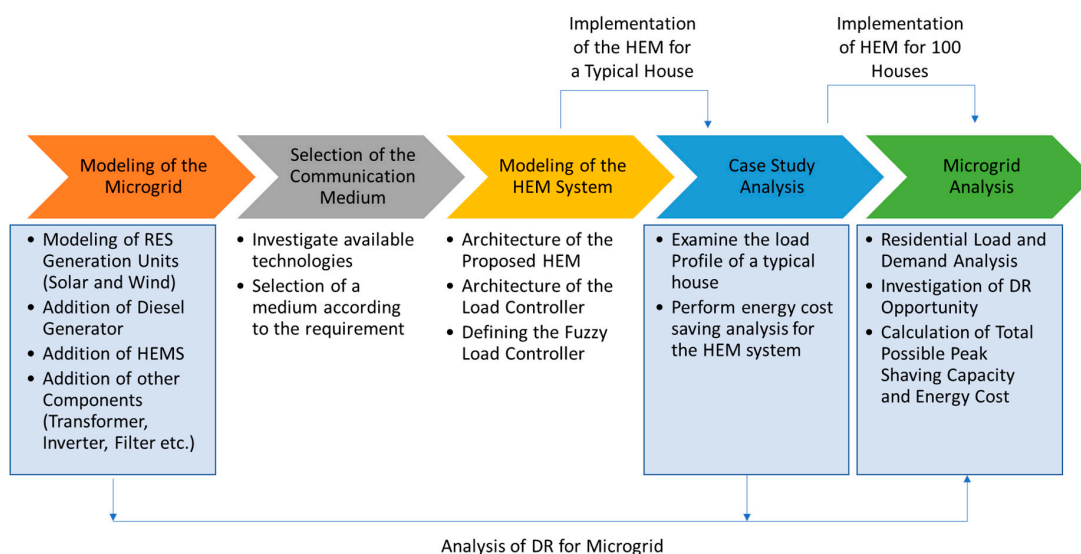 Implementation
of the HEM for
a Typical House
Implementation
of HEM for 100
Houses
Modeling of the
Microgrid
Selection of the
Communication
Medium
Modeling of the
HEM System
Case Study
Analysis
Microgrid
Analysis
• Modeling of RES
Generation Units
(Solar and Wind)
• Addition of Diesel
Generator
• Addition of HEMS
• Addition of other
Components
(Transformer,
Inverter, Filter etc.)
• Investigate available
technologies
• Selection of a
medium according
to the requirement
• Architecture of the
Proposed HEM
• Architecture of the
Load Controller
• Defining the Fuzzy
Load Controller
• Examine the load
Profile of a typical
house
• Perform energy cost
saving analysis for
the HEM system
• Residential Load and
Demand Analysis
• Investigation of DR
Opportunity
• Calculation of Total
Possible Peak
Shaving Capacity
and Energy Cost
Analysis of DR for Microgrid